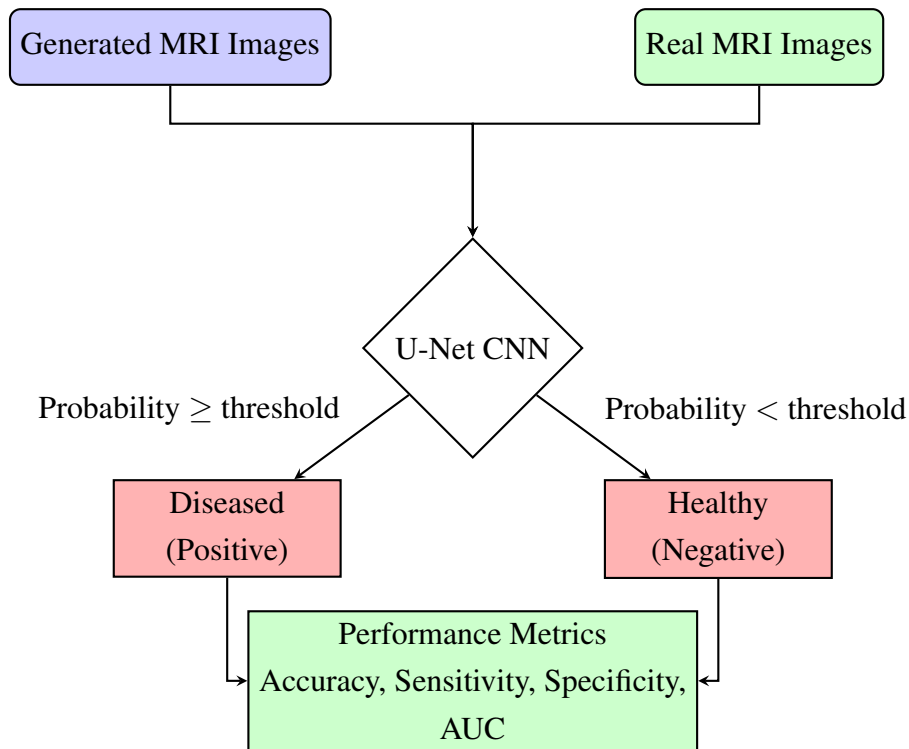 Generated MRI Images
Real MRI Images
U-Net CNN
Probability ≥ threshold
Probability < threshold
Diseased
(Positive)
Healthy
(Negative)
Performance Metrics
Accuracy, Sensitivity, Specificity,
AUC